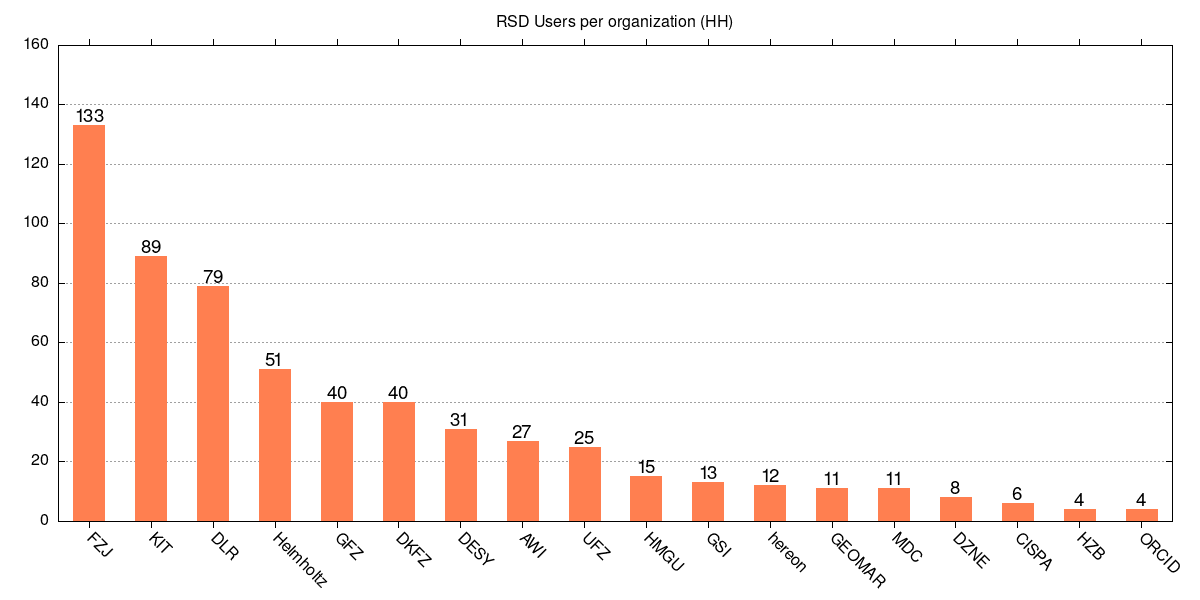 RSD Users per organization (HH)
160
140
120
100
80
60
40
20
0
133
89
79
51
40
40
31
27
25
15
13
12
11
11
8
6
4
4
FZJ
KIT
DLR
Helmholtz
GFZ
DKFZ
DESY
AWI
UFZ
HMGU
GSI
hereon
GEOMAR
MDC
DZNE
CISPA
HZB
ORCID